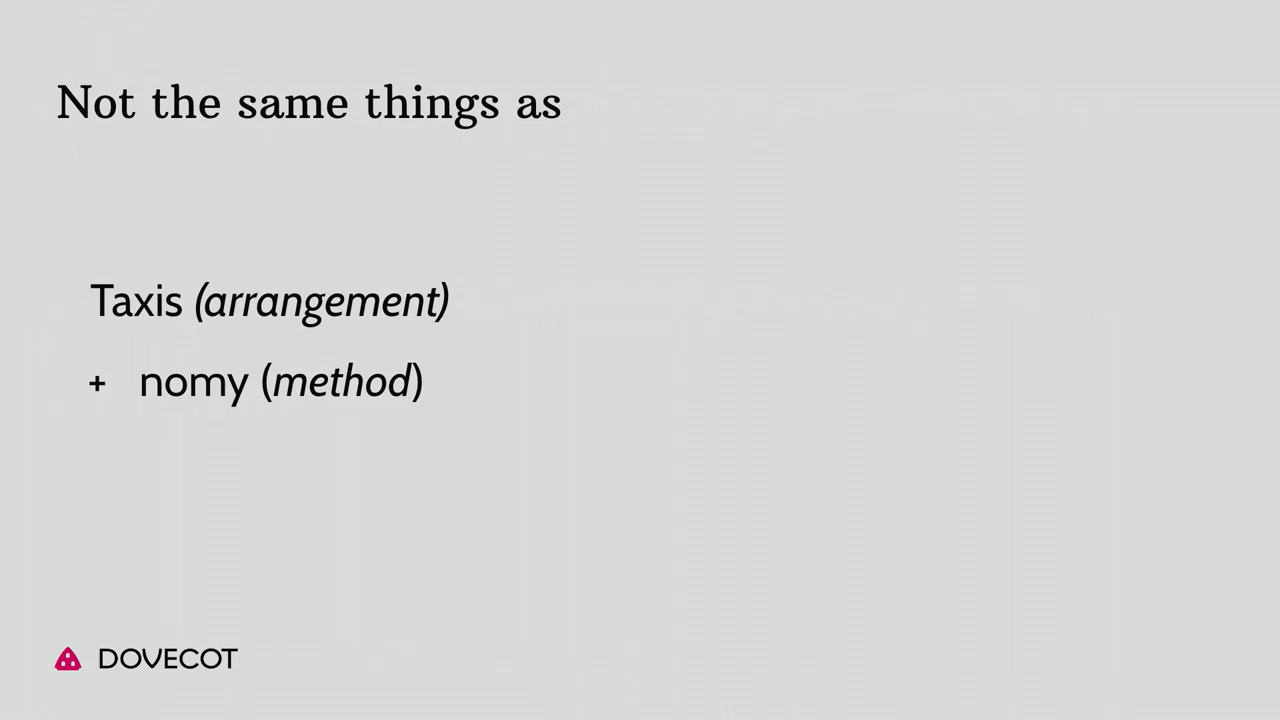 Not the same things as
Taxis (arrangement)
+ nomy (method)
DOVECOT